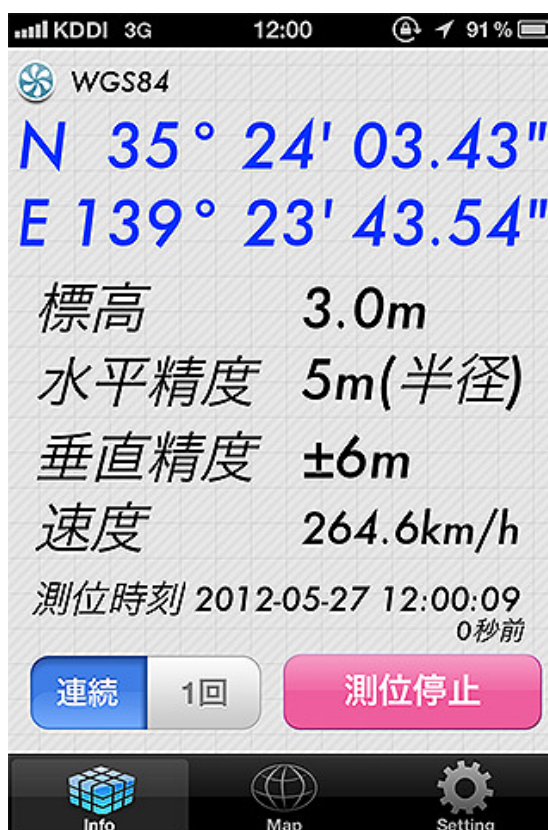 KDDI 3G 12:00 91%
WGS84
N 35° 24' 03.43"
E 139° 23' 43.54"
標高 3.0m
水平精度 5m(半径)
垂直精度 ±6m
速度 264.6km/h
測位時刻 2012-05-27 12:00:09
0秒前
連続 1回 測位停止
Info Map Setting